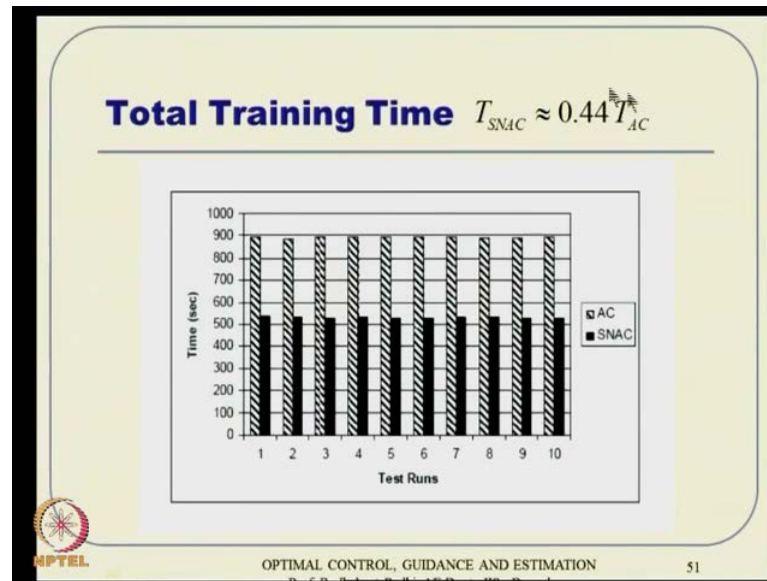 Total Training Time T_SNAC ≈ 0.44 T_AC
1000
900
800
700
600
500
400
300
200
100
0
Time (sec)
1 2 3 4 5 6 7 8 9 10
Test Runs
AC
SNAC
NPTEL
OPTIMAL CONTROL, GUIDANCE AND ESTIMATION
51